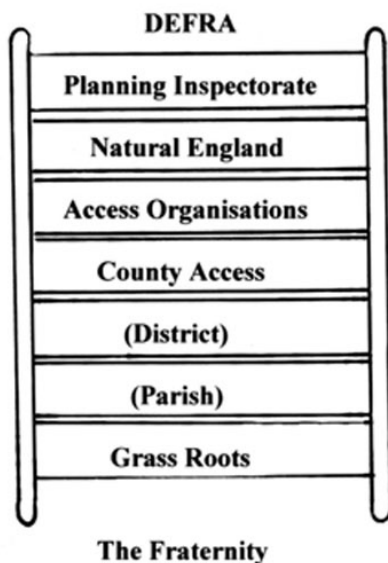 DEFRA
Planning Inspectorate
Natural England
Access Organisations
County Access
(District)
(Parish)
Grass Roots
The Fraternity